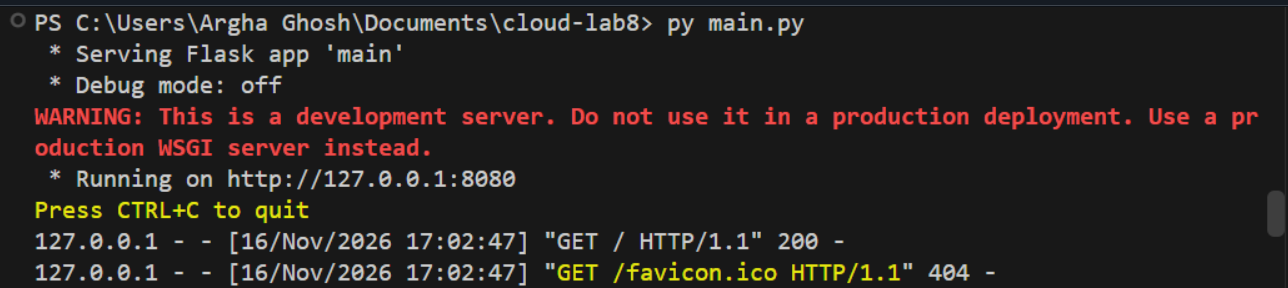 PS C:\Users\Argha Ghosh\Documents\cloud-lab8> py main.py
 * Serving Flask app 'main'
 * Debug mode: off
WARNING: This is a development server. Do not use it in a production deployment. Use a pr
oduction WSGI server instead.
 * Running on http://127.0.0.1:8080
Press CTRL+C to quit
127.0.0.1 - - [16/Nov/2026 17:02:47] "GET / HTTP/1.1" 200 -
127.0.0.1 - - [16/Nov/2026 17:02:47] "GET /favicon.ico HTTP/1.1" 404 -